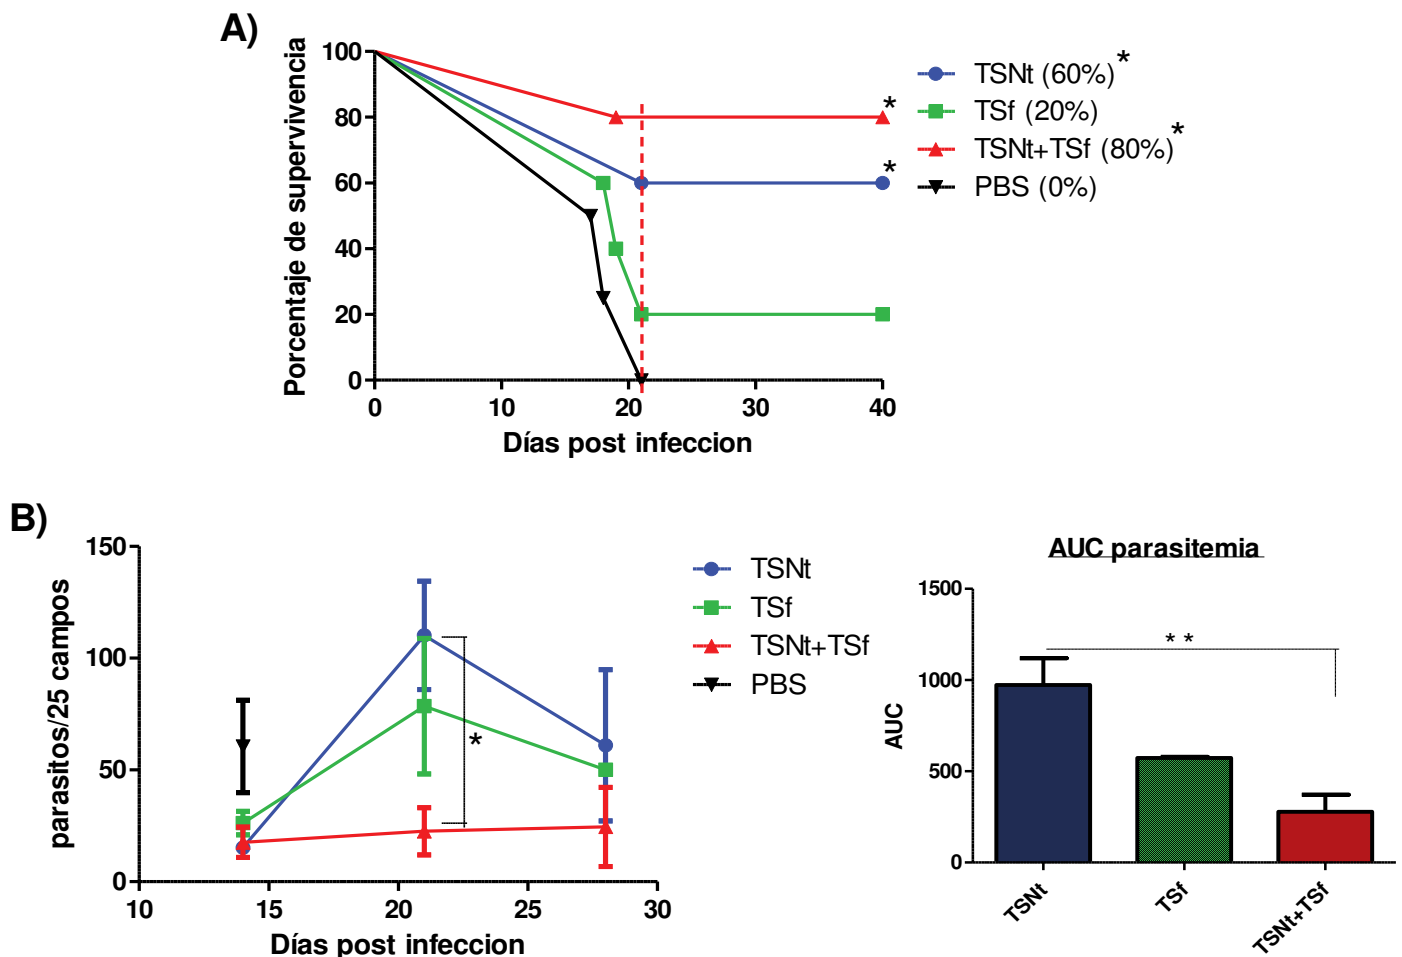 A)
Porcentaje de supervivencia
100
80
60
40
20
0
0 10 20 30 40
Días post infeccion
*
*
TSNt (60%)*
TSf (20%)
TSNt+TSf (80%)*
PBS (0%)
B)
parasitos/25 campos
150
100
50
0
10 15 20 25 30
Días post infeccion
*
TSNt
TSf
TSNt+TSf
PBS
AUC parasitemia
AUC
1500
1000
500
0
* *
TSNt
TSf
TSNt+TSf